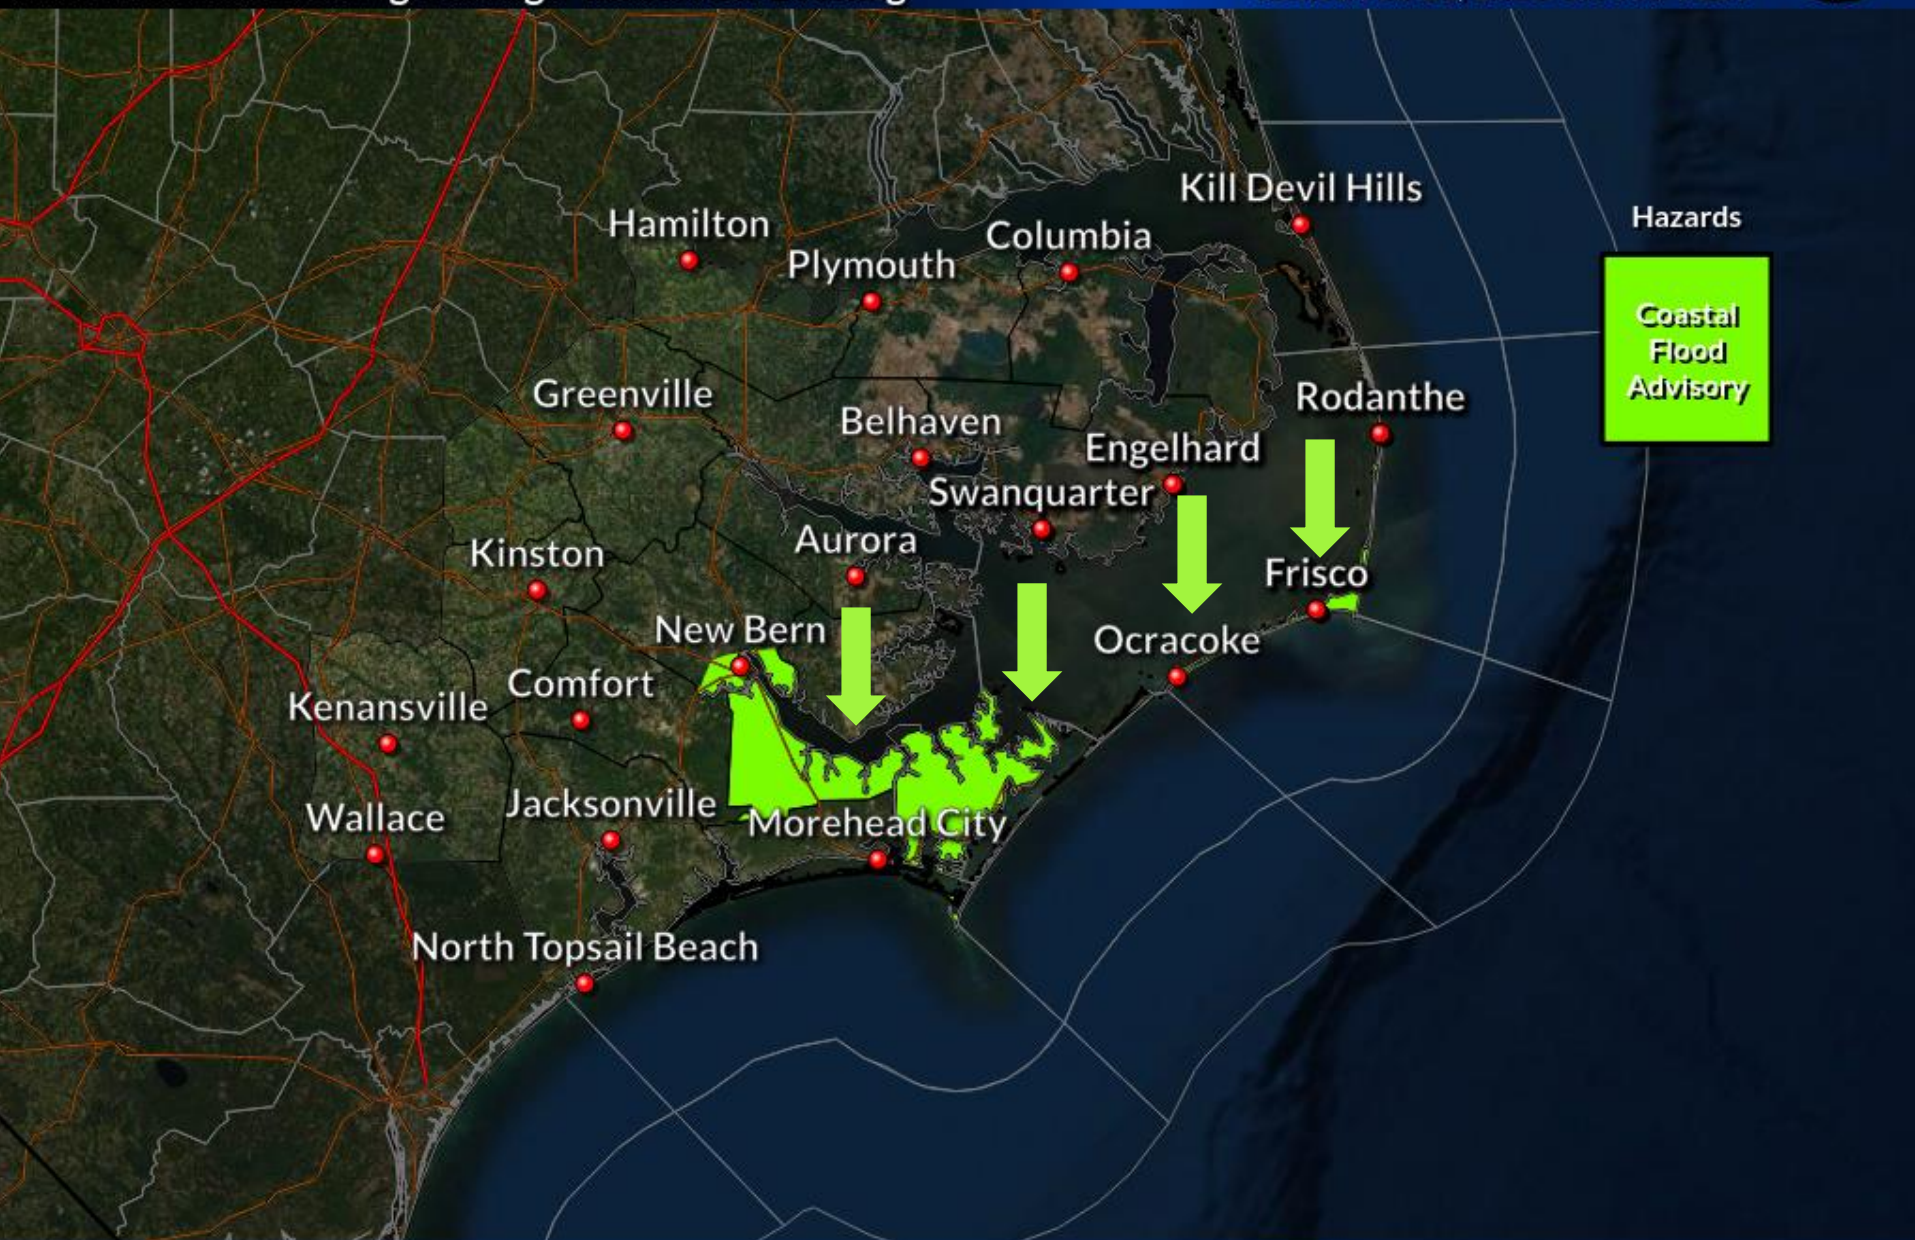 Kill Devil Hills
Hazards
Hamilton
Columbia
Plymouth
Coastal
Flood
Advisory
Greenville
Rodanthe
Belhaven
Engelhard
Swanquarter
Aurora
Kinston
Frisco
New Bern
Ocracoke
Comfort
Kenansville
Jacksonville
Wallace
Morehead City
North Topsail Beach